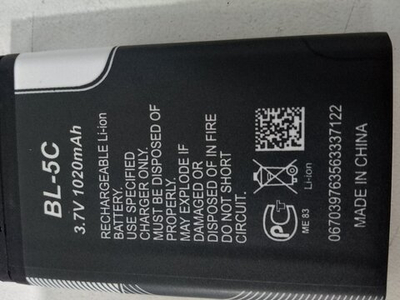 BL-5C
3.7V 1020mAh
RECHARGEABLE Li-ion
BATTERY.
USE SPECIFIED
CHARGER ONLY.
MUST BE DISPOSED OF
PROPERLY.
MAY EXPLODE IF
DAMAGED OR
DISPOSED OF IN FIRE
DO NOT SHORT
CIRCUIT.
Li-ion
PC
ME 83
067039763563337122
MADE IN CHINA